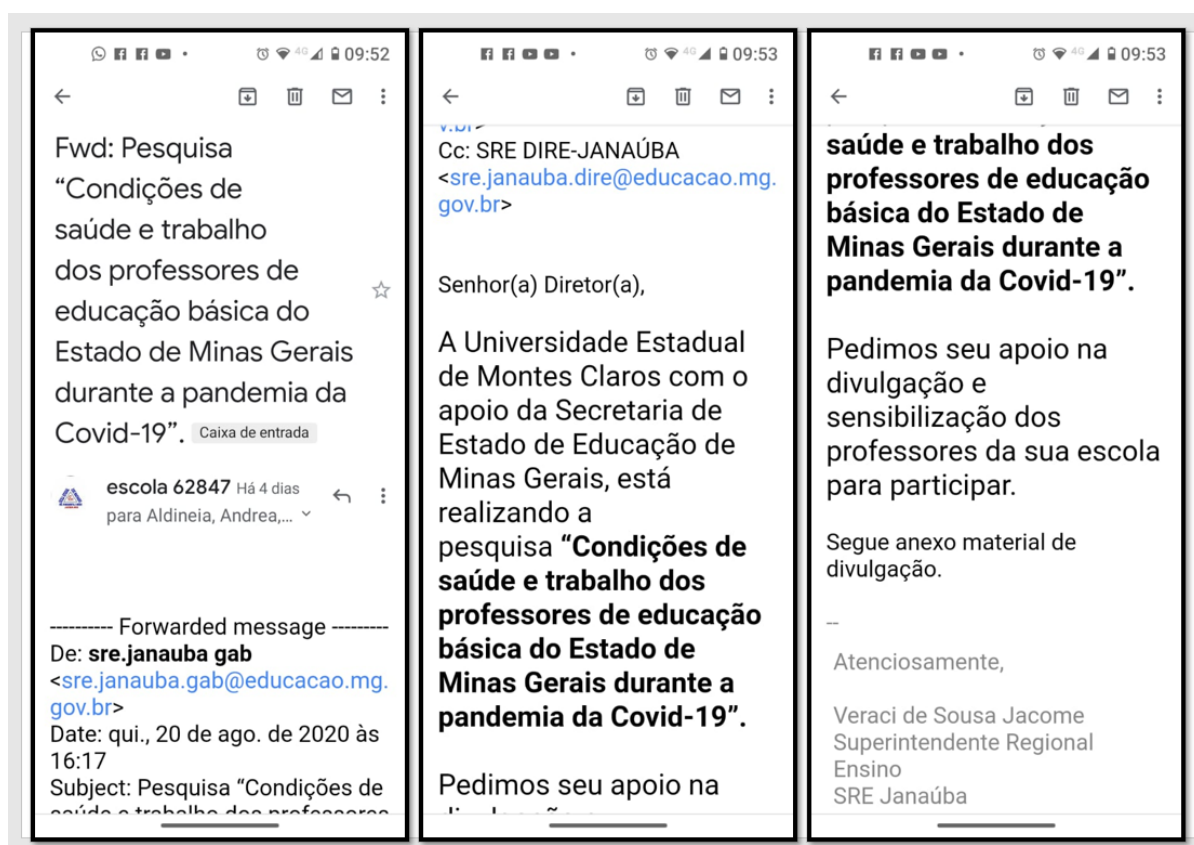 4G 09:52
Fwd: Pesquisa
“Condições de
saúde e trabalho
dos professores de
educação básica do
Estado de Minas Gerais
durante a pandemia da
Covid-19”. Caixa de entrada
escola 62847 Há 4 dias
para Aldineia, Andrea,...
---------- Forwarded message ---------
De: sre.janauba gab
<sre.janauba.gab@educacao.mg.
gov.br>
Date: qui., 20 de ago. de 2020 às
16:17
Subject: Pesquisa “Condições de
saúde e trabalho dos professores
4G 09:53
v.br>
Cc: SRE DIRE-JANAÚBA
<sre.janauba.dire@educacao.mg.
gov.br>
Senhor(a) Diretor(a),
A Universidade Estadual
de Montes Claros com o
apoio da Secretaria de
Estado de Educação de
Minas Gerais, está
realizando a
pesquisa “Condições de
saúde e trabalho dos
professores de educação
básica do Estado de
Minas Gerais durante a
pandemia da Covid-19”.
Pedimos seu apoio na
4G 09:53
saúde e trabalho dos
professores de educação
básica do Estado de
Minas Gerais durante a
pandemia da Covid-19”.
Pedimos seu apoio na
divulgação e
sensibilização dos
professores da sua escola
para participar.
Segue anexo material de
divulgação.
--
Atenciosamente,
Veraci de Sousa Jacome
Superintendente Regional
Ensino
SRE Janaúba